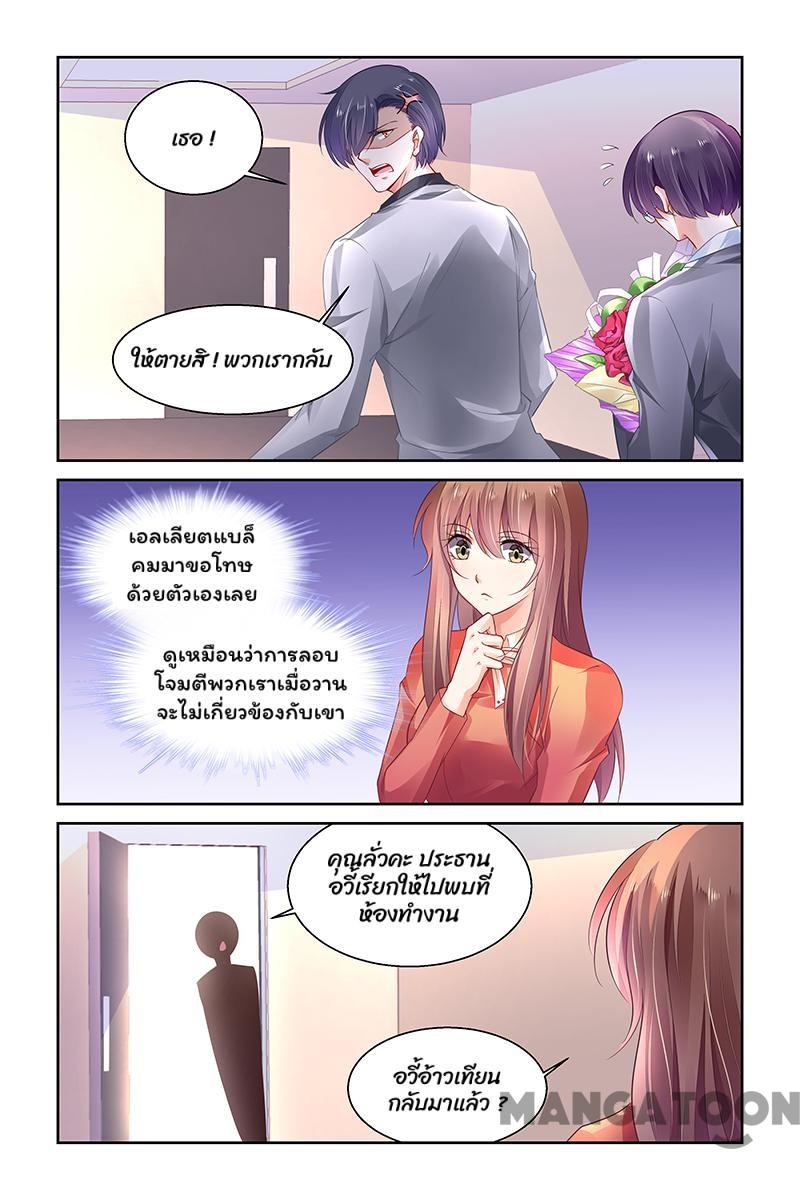 เธอ !
ให้ตายสิ ! พวกเรากลับ
เอลเลียตแบล็
คมมาขอโทษ
ด้วยตัวเองเลย
ดูเหมือนว่าการลอบ
โจมตีพวกเราเมื่อวาน
จะไม่เกี่ยวข้องกับเขา
คุณลั่วคะ ประธาน
อวี้เรียกให้ไปพบที่
ห้องทำงาน
อวี้อ้าวเทียน
กลับมาแล้ว ?
MANGATOON